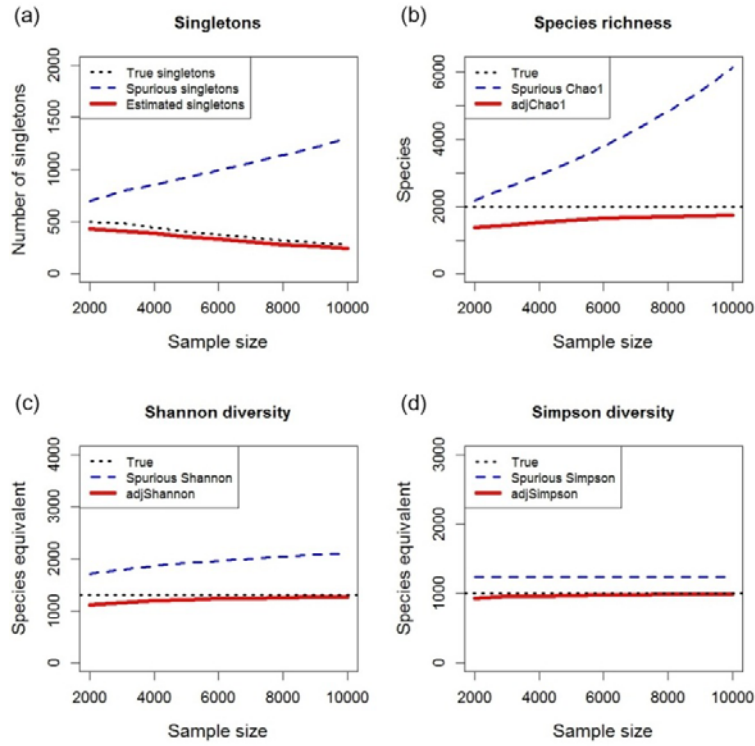 (a)
Singletons
True singletons
Spurious singletons
Estimated singletons
Number of singletons
0
500
1000
1500
2000
2000 4000 6000 8000 10000
Sample size
(b)
Species richness
True
Spurious Chao1
adjChao1
Species
0
2000
4000
6000
2000 4000 6000 8000 10000
Sample size
(c)
Shannon diversity
True
Spurious Shannon
adjShannon
Species equivalent
0
1000
2000
3000
4000
2000 4000 6000 8000 10000
Sample size
(d)
Simpson diversity
True
Spurious Simpson
adjSimpson
Species equivalent
0
1000
2000
3000
2000 4000 6000 8000 10000
Sample size